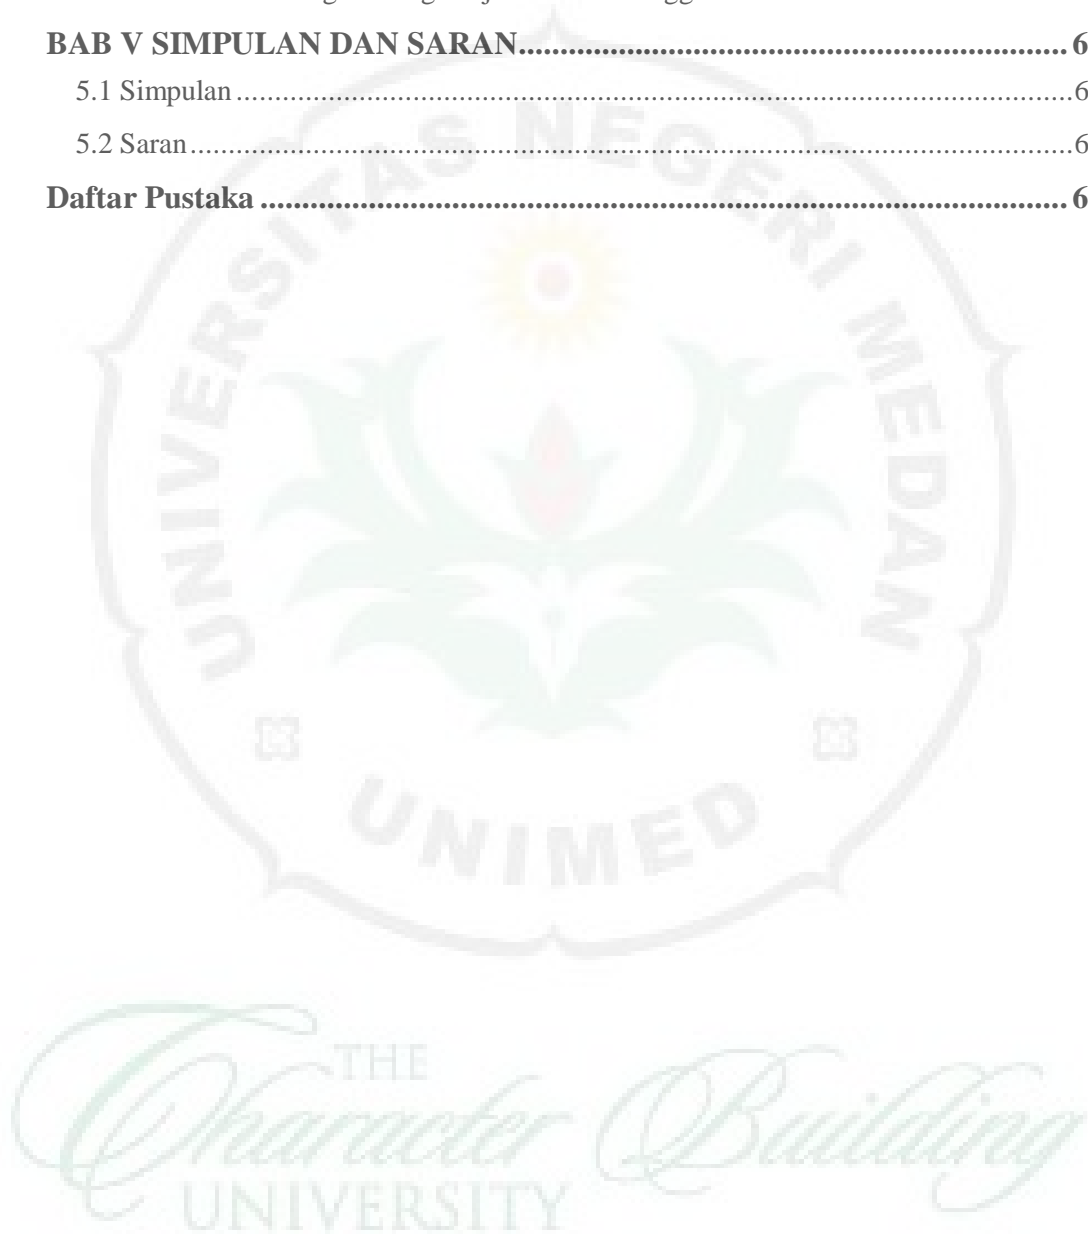 BAB V SIMPULAN DAN SARAN.......................................................................... 6
5.1 Simpulan ...................................................................................................................6
5.2 Saran.........................................................................................................................6
Daftar Pustaka ............................................................................................................. 6
UNIVERSITAS NEGERI MEDAN
UNIMED
THE
Character Building
UNIVERSITY